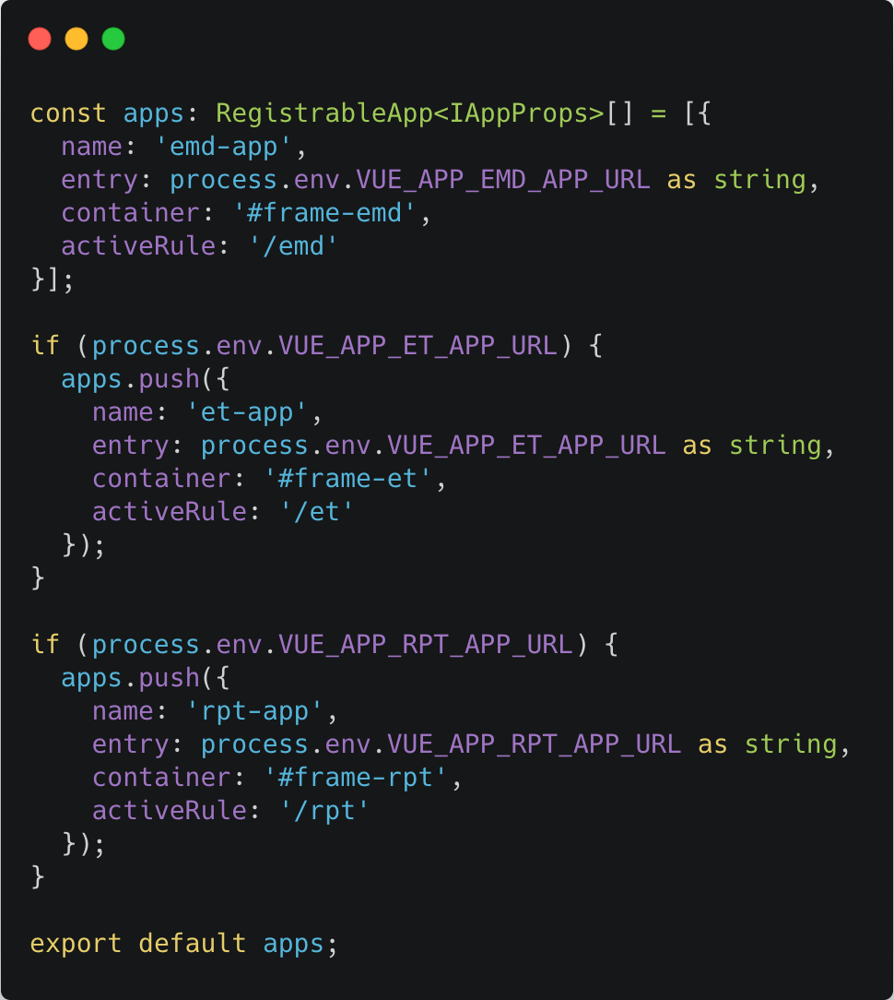 const apps: RegistrableApp<IAppProps>[] = [{
  name: 'emd-app',
  entry: process.env.VUE_APP_EMD_APP_URL as string,
  container: '#frame-emd',
  activeRule: '/emd'
}];

if (process.env.VUE_APP_ET_APP_URL) {
  apps.push({
    name: 'et-app',
    entry: process.env.VUE_APP_ET_APP_URL as string,
    container: '#frame-et',
    activeRule: '/et'
  });
}

if (process.env.VUE_APP_RPT_APP_URL) {
  apps.push({
    name: 'rpt-app',
    entry: process.env.VUE_APP_RPT_APP_URL as string,
    container: '#frame-rpt',
    activeRule: '/rpt'
  });
}

export default apps;